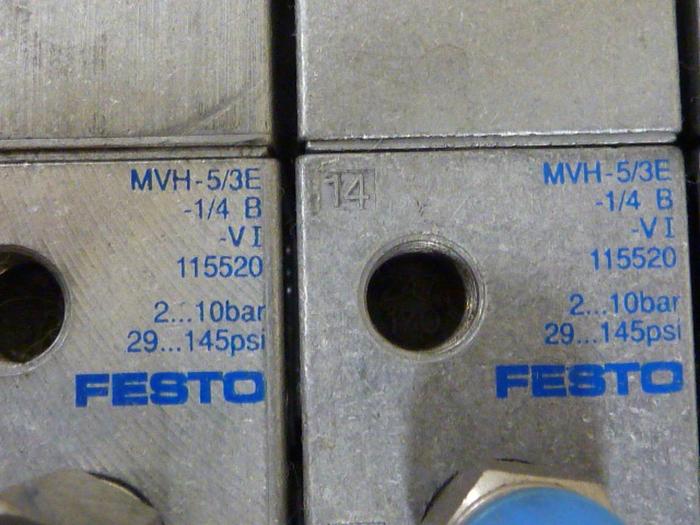 MVH-5/3E
-1/4 B
-VI
115520
2...10bar
29...145psi
FESTO
14
MVH-5/3E
-1/4 B
-VI
115520
2...10bar
29...145psi
FESTO